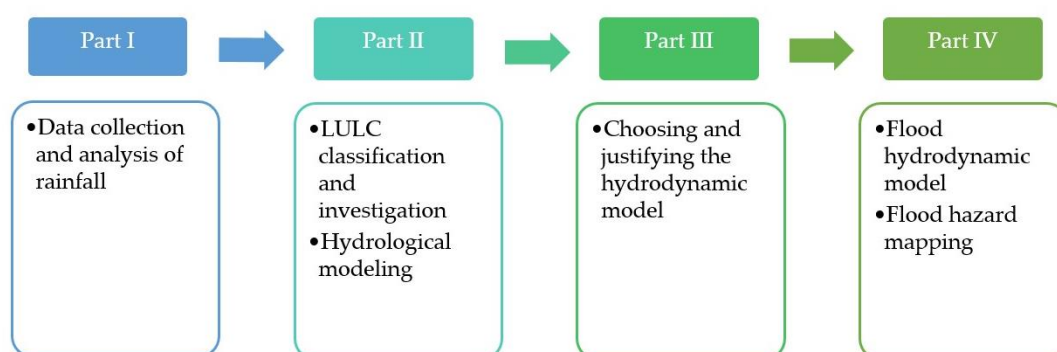 Part I
Part II
Part III
Part IV
•Data collection
and analysis of
rainfall
•LULC
classification
and
investigation
•Hydrological
modeling
•Choosing and
justifying the
hydrodynamic
model
•Flood
hydrodynamic
model
•Flood hazard
mapping